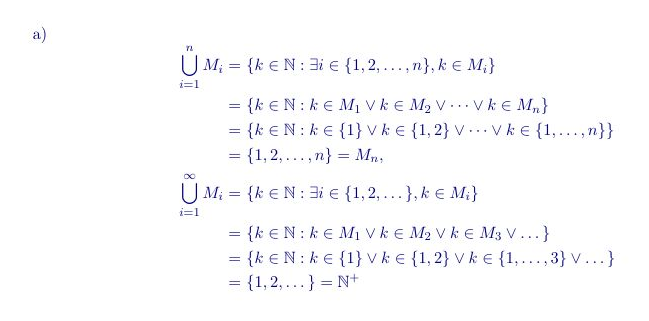 a)
⋃_{i=1}^{n} M_i = {k ∈ ℕ : ∃i ∈ {1, 2, . . . , n}, k ∈ M_i}
= {k ∈ ℕ : k ∈ M_1 ∨ k ∈ M_2 ∨ · · · ∨ k ∈ M_n}
= {k ∈ ℕ : k ∈ {1} ∨ k ∈ {1, 2} ∨ · · · ∨ k ∈ {1, . . . , n}}
= {1, 2, . . . , n} = M_n,
⋃_{i=1}^{∞} M_i = {k ∈ ℕ : ∃i ∈ {1, 2, . . . }, k ∈ M_i}
= {k ∈ ℕ : k ∈ M_1 ∨ k ∈ M_2 ∨ k ∈ M_3 ∨ . . . }
= {k ∈ ℕ : k ∈ {1} ∨ k ∈ {1, 2} ∨ k ∈ {1, . . . , 3} ∨ . . . }
= {1, 2, . . . } = ℕ^+